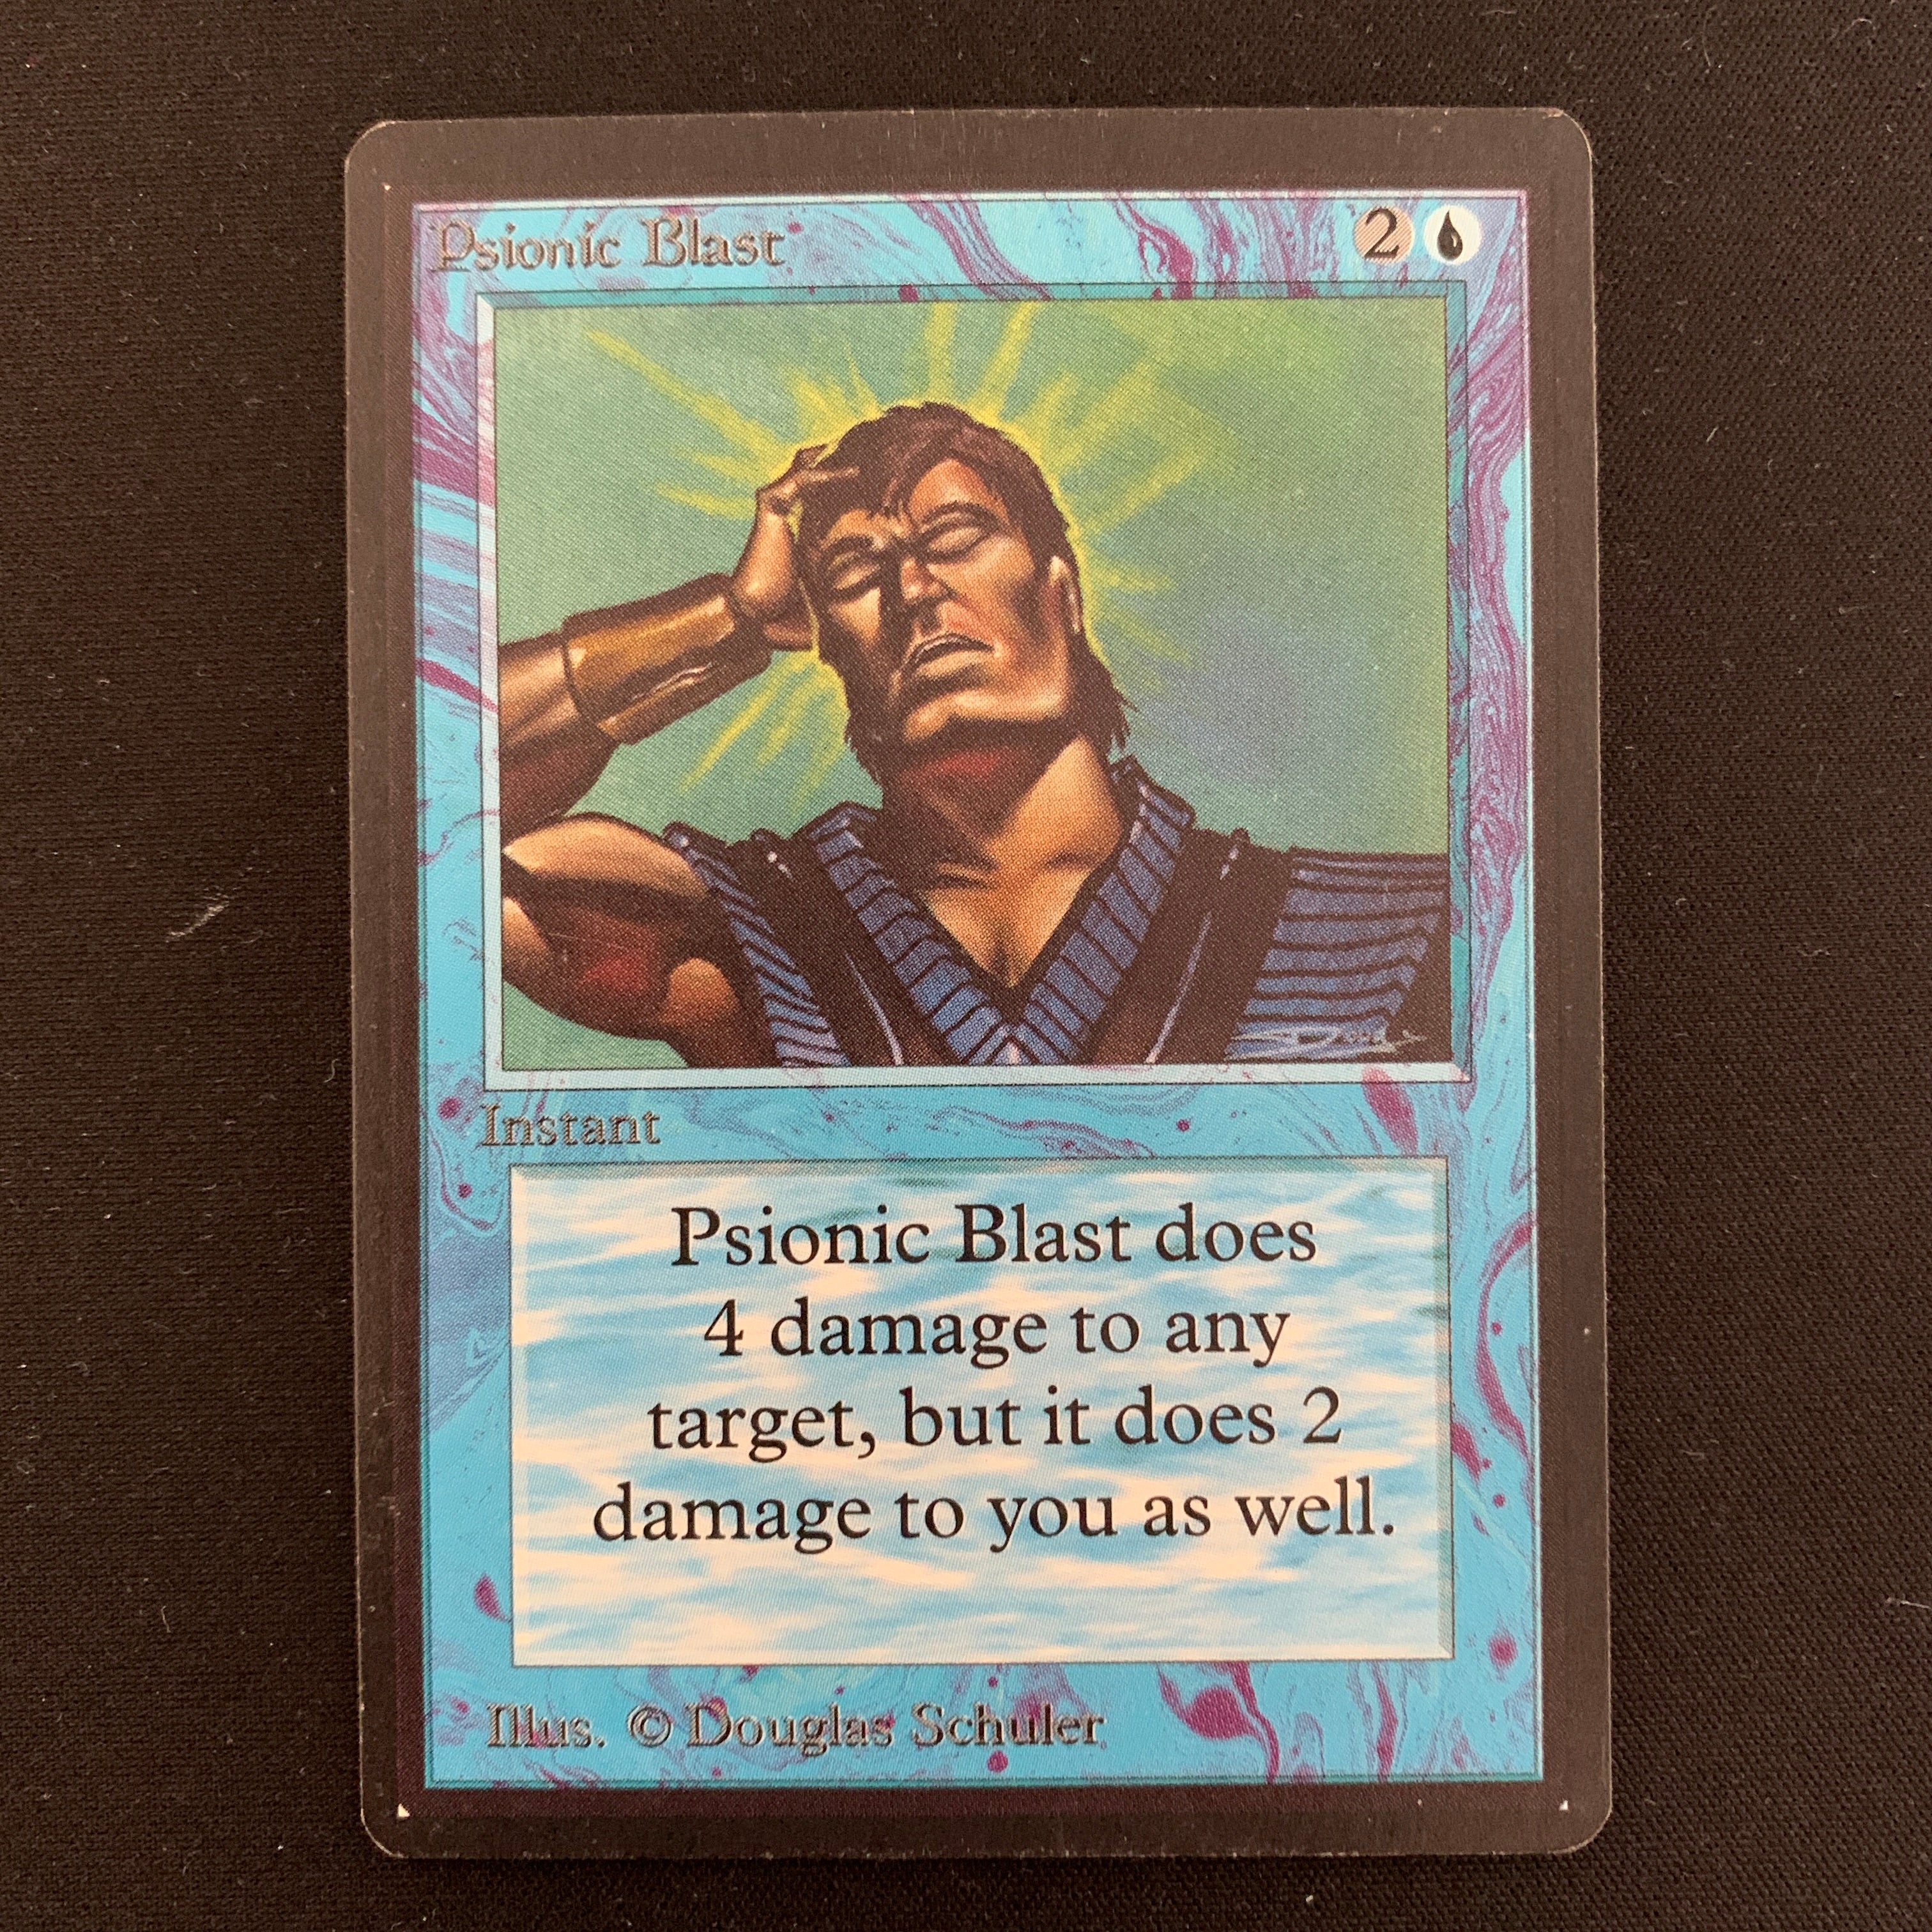 Psionic Blast 2
Instant
Psionic Blast does
4 damage to any
target, but it does 2
damage to you as well.
Illus. © Douglas Schuler